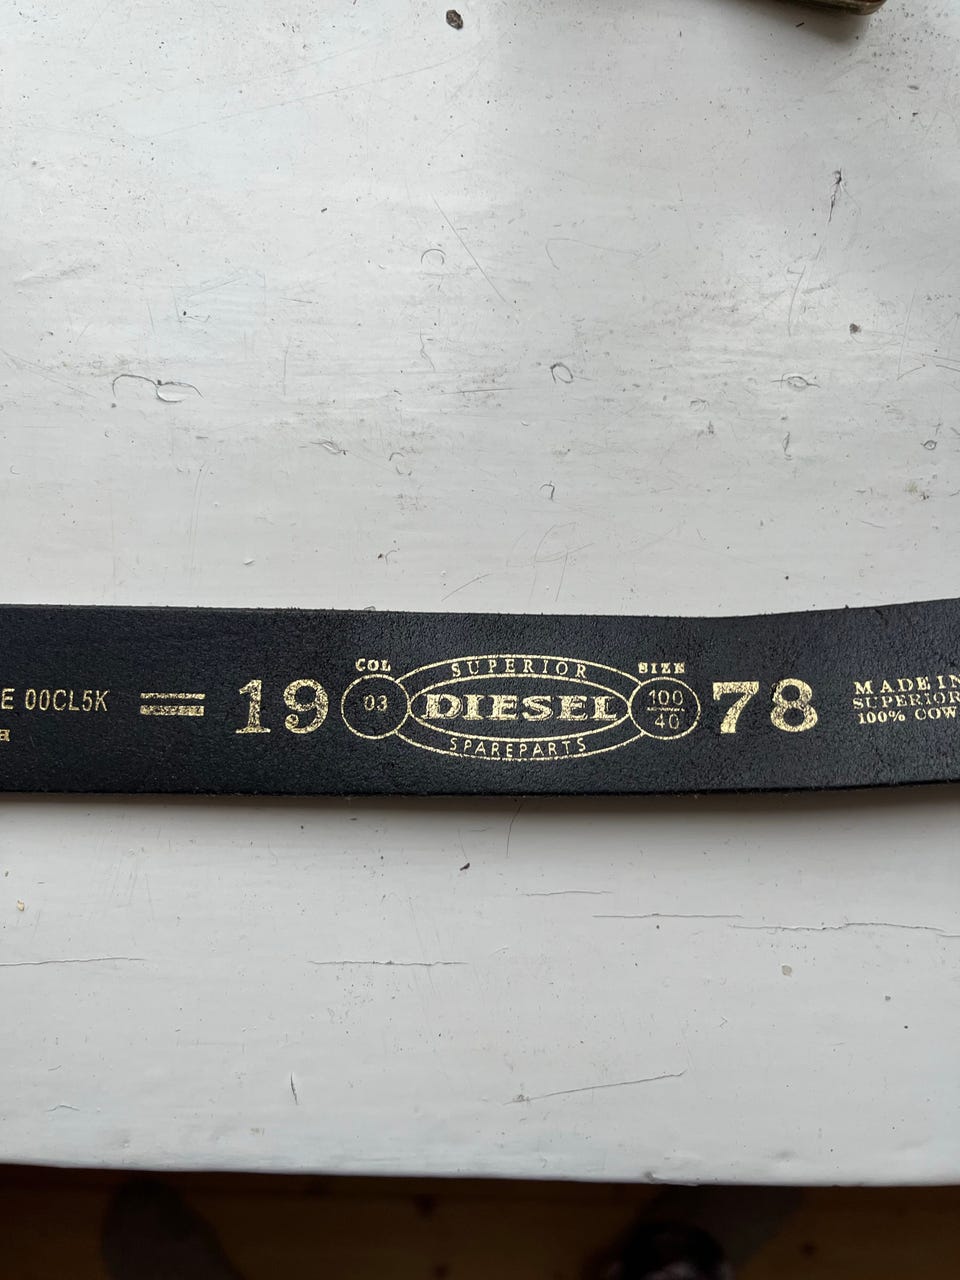 E 00CL5K
H
= 19
COL
03
SUPERIOR
DIESEL
SPAREPARTS
SIZE
100
40
78
MADE IN
SUPERIOR
100% COW